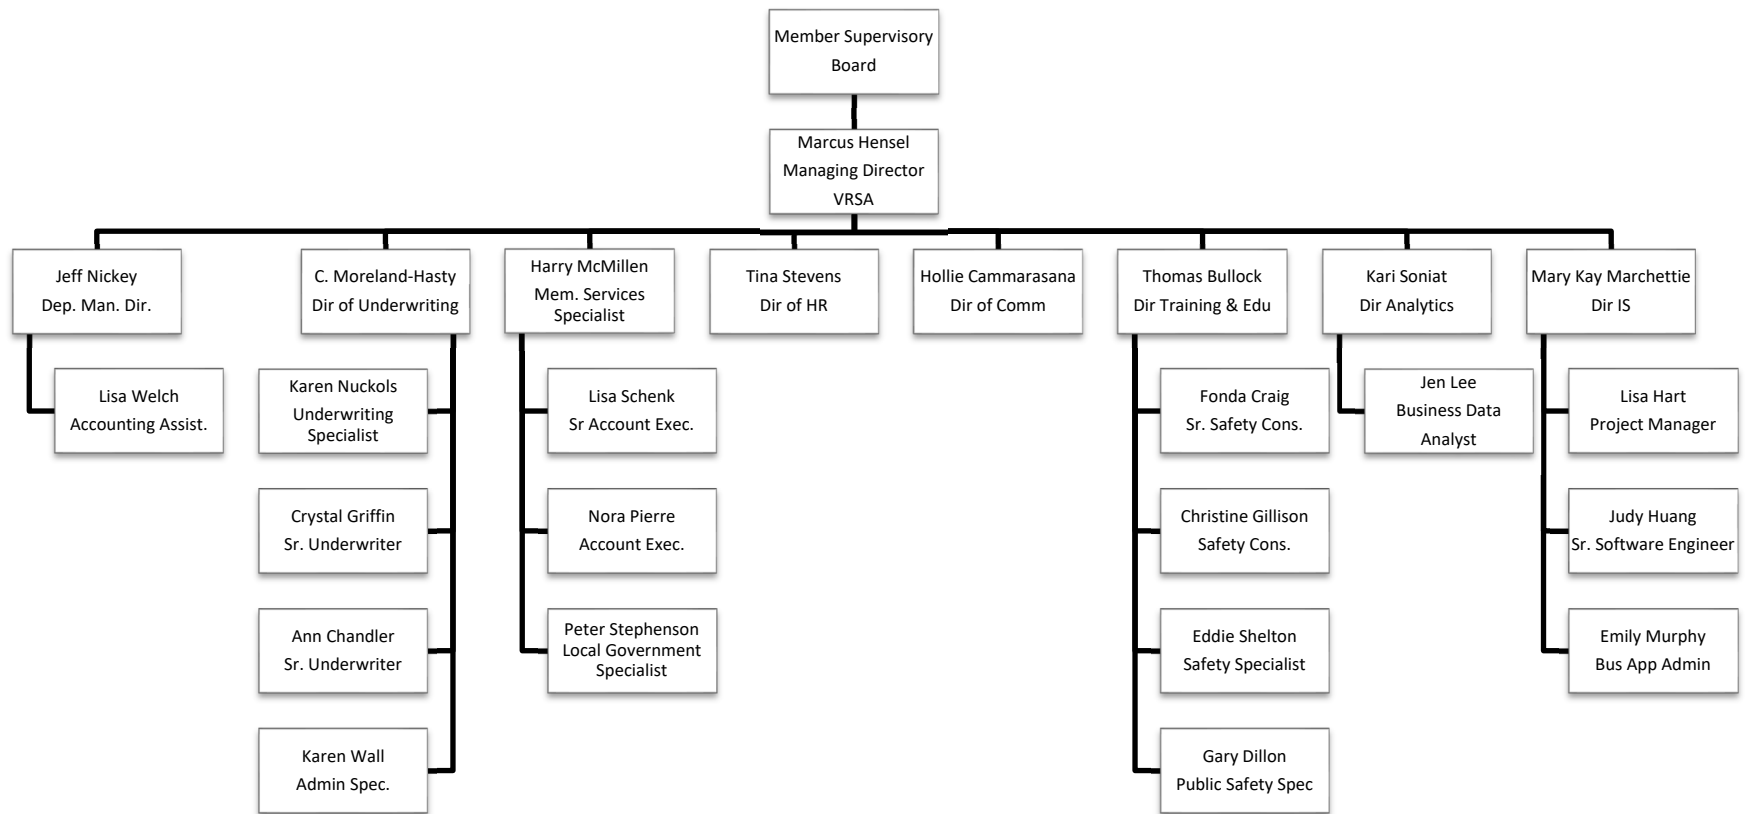 Member Supervisory
Board
Marcus Hensel
Managing Director
VRSA
Jeff Nickey
Dep. Man. Dir.
C. Moreland-Hasty
Dir of Underwriting
Harry McMillen
Mem. Services
Specialist
Tina Stevens
Dir of HR
Hollie Cammarasana
Dir of Comm
Thomas Bullock
Dir Training & Edu
Kari Soniat
Dir Analytics
Mary Kay Marchettie
Dir IS
Lisa Welch
Accounting Assist.
Karen Nuckols
Underwriting
Specialist
Lisa Schenk
Sr Account Exec.
Fonda Craig
Sr. Safety Cons.
Jen Lee
Business Data
Analyst
Lisa Hart
Project Manager
Crystal Griffin
Sr. Underwriter
Nora Pierre
Account Exec.
Christine Gillison
Safety Cons.
Judy Huang
Sr. Software Engineer
Ann Chandler
Sr. Underwriter
Peter Stephenson
Local Government
Specialist
Eddie Shelton
Safety Specialist
Emily Murphy
Bus App Admin
Karen Wall
Admin Spec.
Gary Dillon
Public Safety Spec